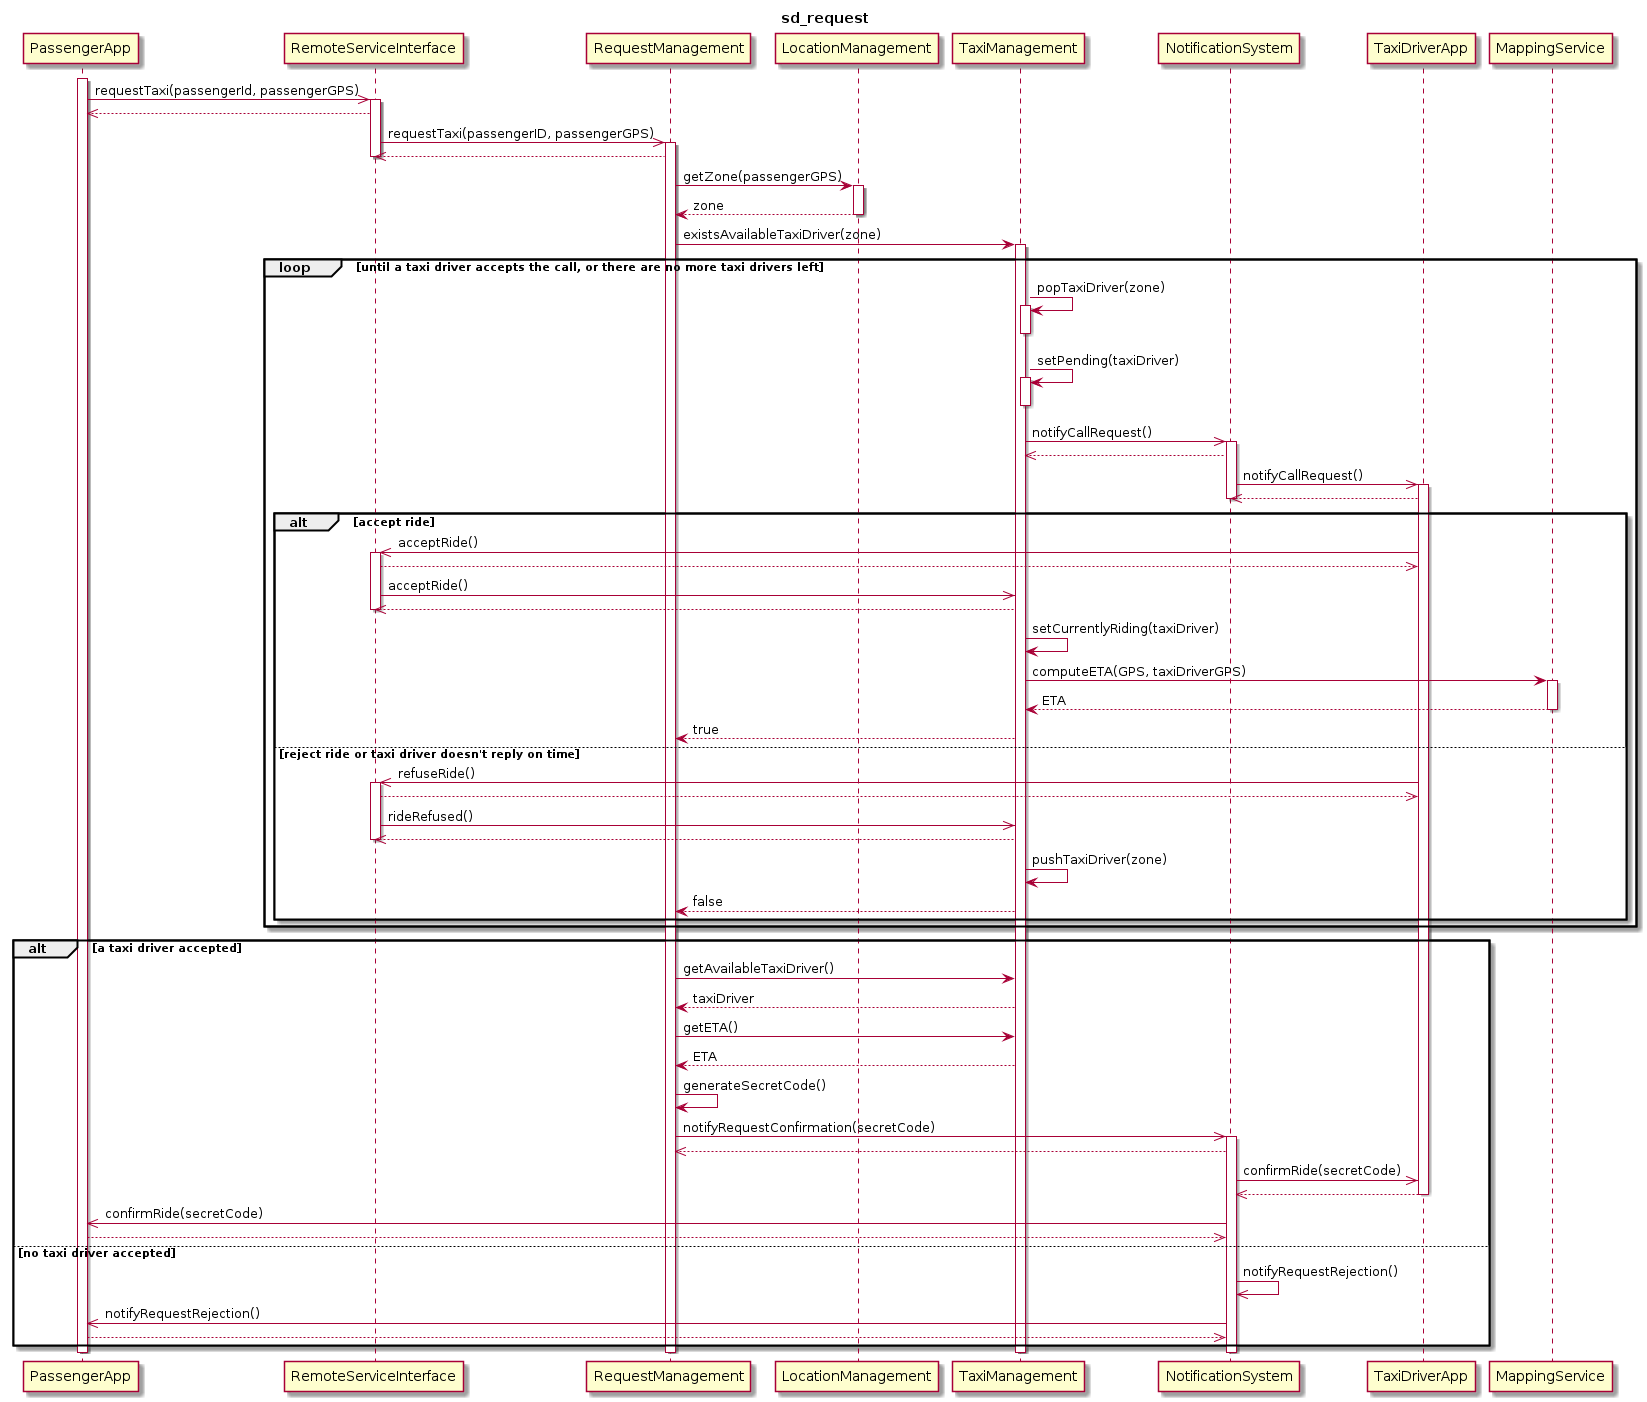 sd_request
PassengerApp RemoteServiceInterface RequestManagement LocationManagement TaxiManagement NotificationSystem TaxiDriverApp MappingService
requestTaxi(passengerId, passengerGPS)
requestTaxi(passengerID, passengerGPS)
getZone(passengerGPS)
zone
existsAvailableTaxiDriver(zone)
loop [until a taxi driver accepts the call, or there are no more taxi drivers left]
popTaxiDriver(zone)
setPending(taxiDriver)
notifyCallRequest()
notifyCallRequest()
alt [accept ride]
acceptRide()
acceptRide()
setCurrentlyRiding(taxiDriver)
computeETA(GPS, taxiDriverGPS)
ETA
true
[reject ride or taxi driver doesn't reply on time]
refuseRide()
rideRefused()
pushTaxiDriver(zone)
false
alt [a taxi driver accepted]
getAvailableTaxiDriver()
taxiDriver
getETA()
ETA
generateSecretCode()
notifyRequestConfirmation(secretCode)
confirmRide(secretCode)
confirmRide(secretCode)
[no taxi driver accepted]
notifyRequestRejection()
notifyRequestRejection()
PassengerApp RemoteServiceInterface RequestManagement LocationManagement TaxiManagement NotificationSystem TaxiDriverApp MappingService